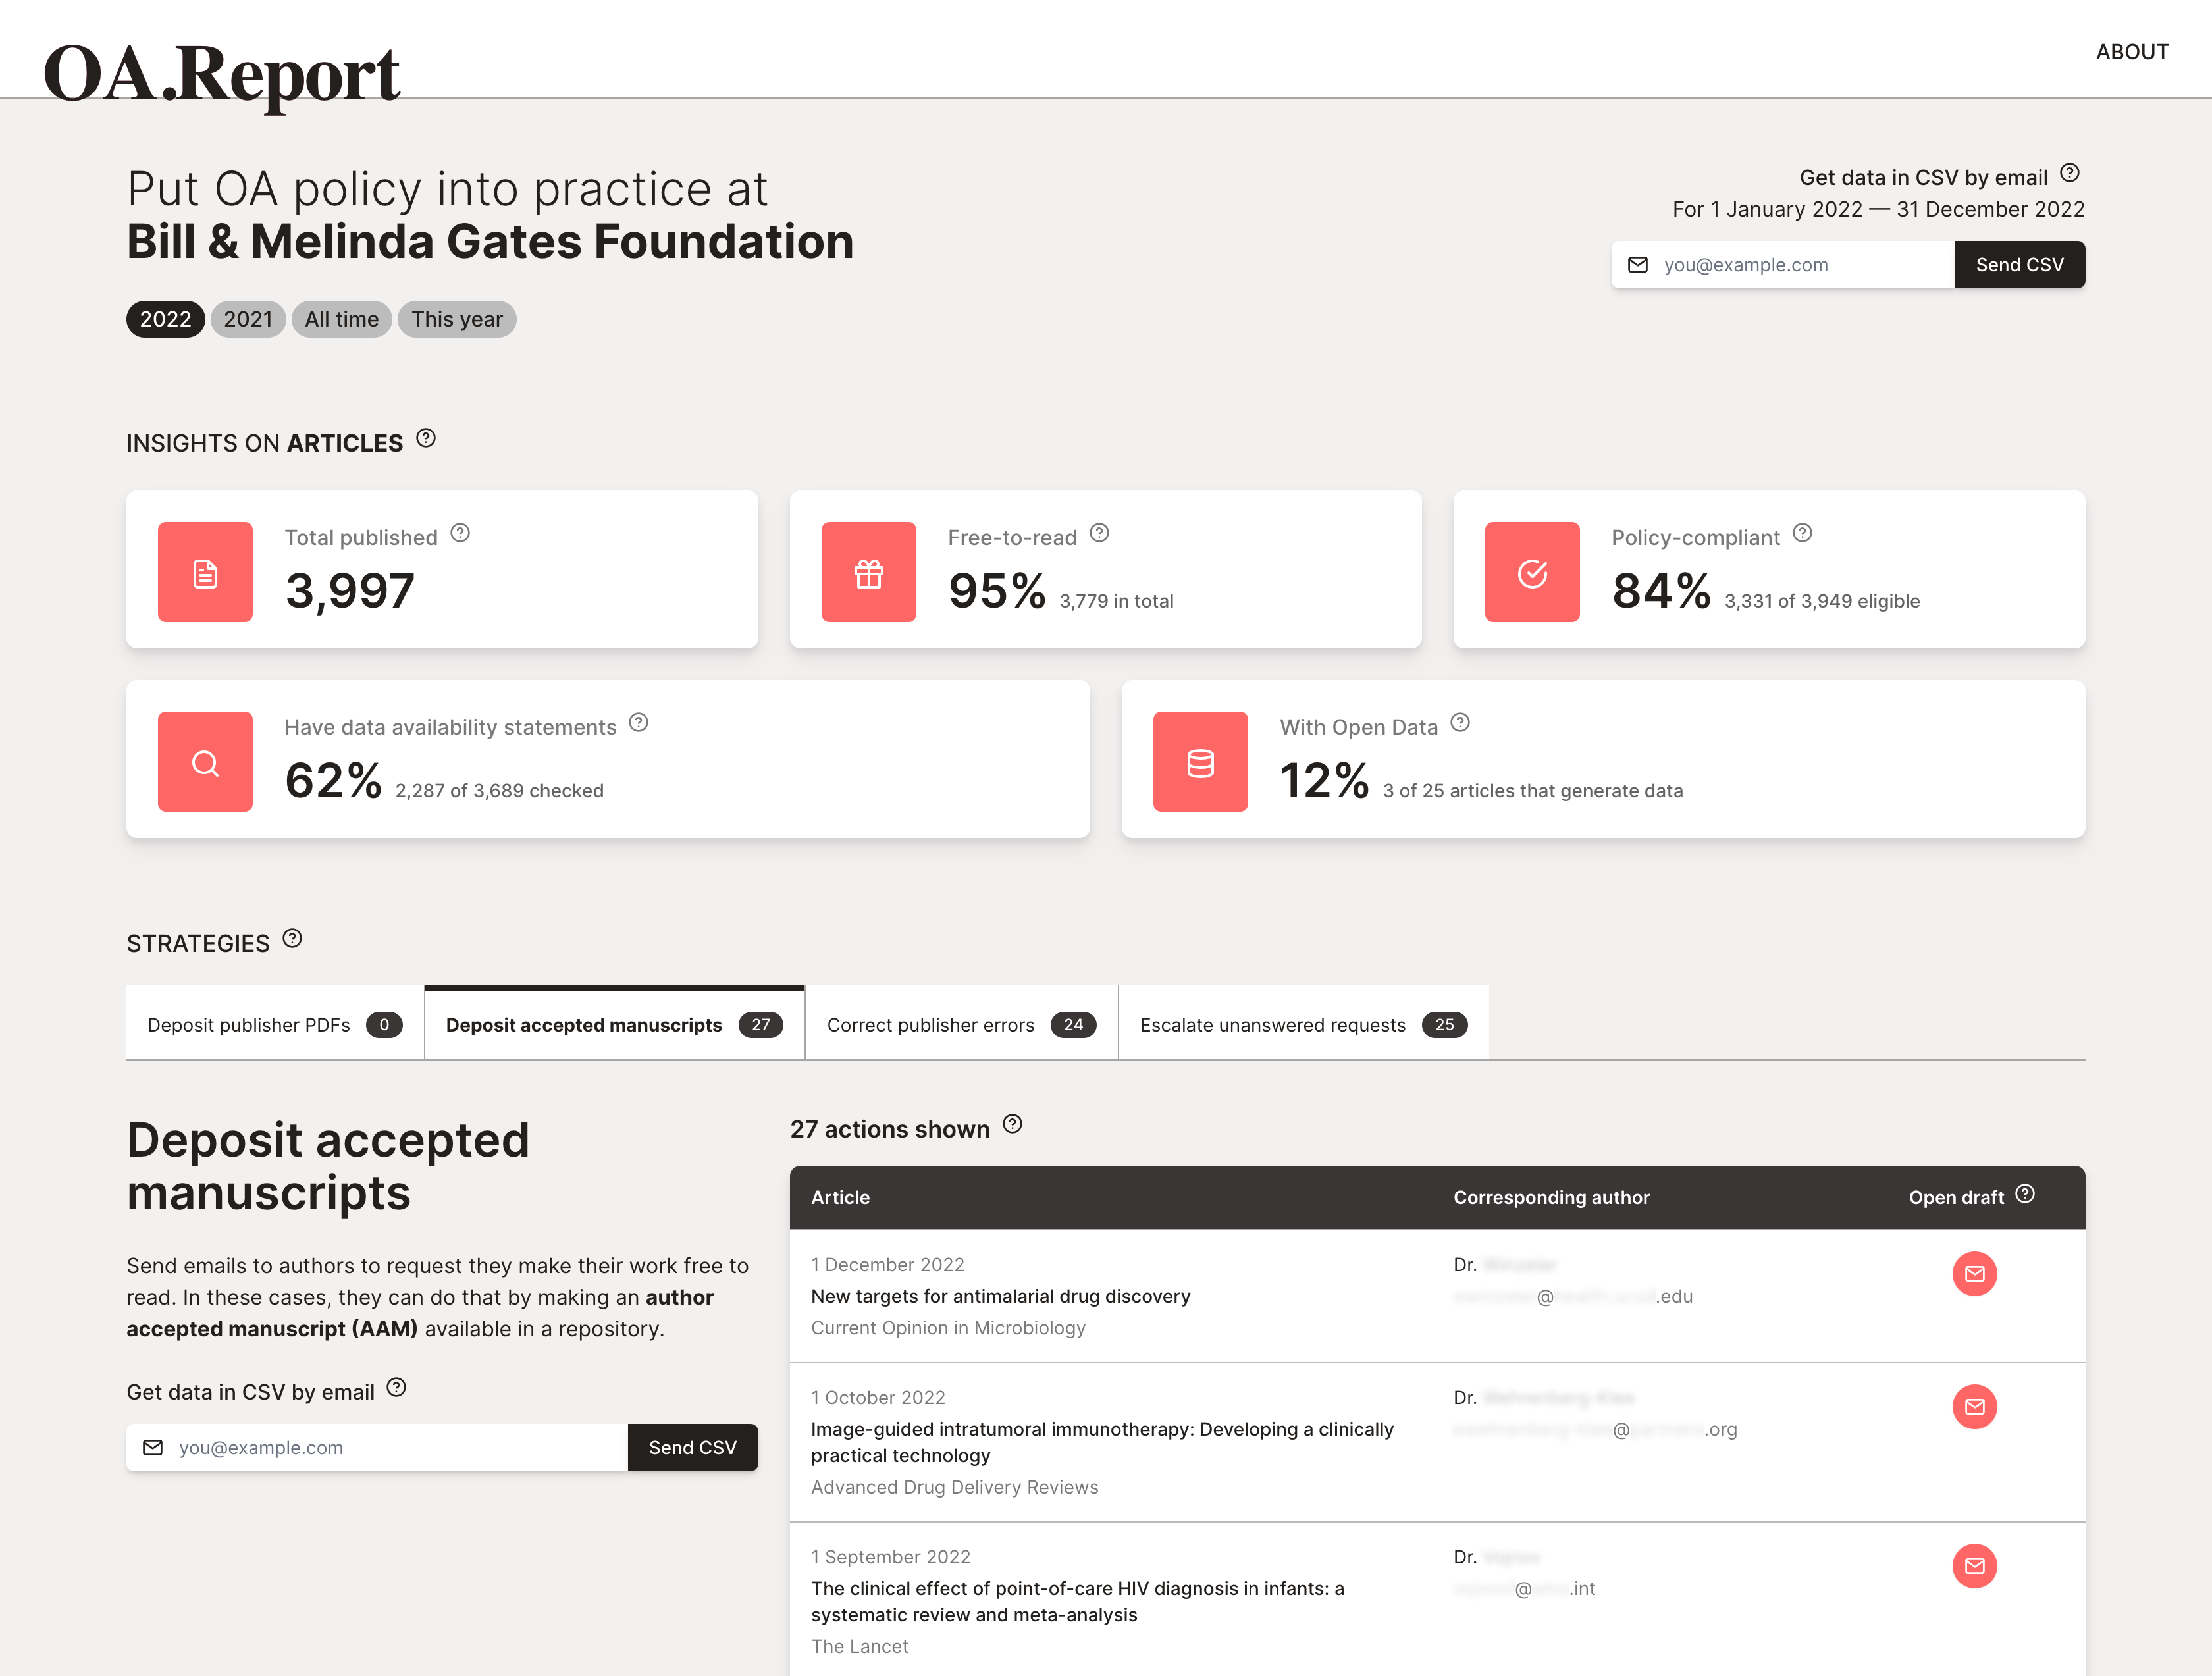 OA.Report
ABOUT
Put OA policy into practice at
Bill & Melinda Gates Foundation
2022 2021 All time This year
Get data in CSV by email
For 1 January 2022 — 31 December 2022
you@example.com Send CSV
INSIGHTS ON ARTICLES
Total published
3,997
Free-to-read
95% 3,779 in total
Policy-compliant
84% 3,331 of 3,949 eligible
Have data availability statements
62% 2,287 of 3,689 checked
With Open Data
12% 3 of 25 articles that generate data
STRATEGIES
Deposit publisher PDFs 0
Deposit accepted manuscripts 27
Correct publisher errors 24
Escalate unanswered requests 25
Deposit accepted
manuscripts
Send emails to authors to request they make their work free to
read. In these cases, they can do that by making an author
accepted manuscript (AAM) available in a repository.
Get data in CSV by email
you@example.com Send CSV
27 actions shown
Article Corresponding author Open draft
1 December 2022
New targets for antimalarial drug discovery
Current Opinion in Microbiology
Dr.
@ .edu
1 October 2022
Image-guided intratumoral immunotherapy: Developing a clinically
practical technology
Advanced Drug Delivery Reviews
Dr.
@ .org
1 September 2022
The clinical effect of point-of-care HIV diagnosis in infants: a
systematic review and meta-analysis
The Lancet
Dr.
@ .int